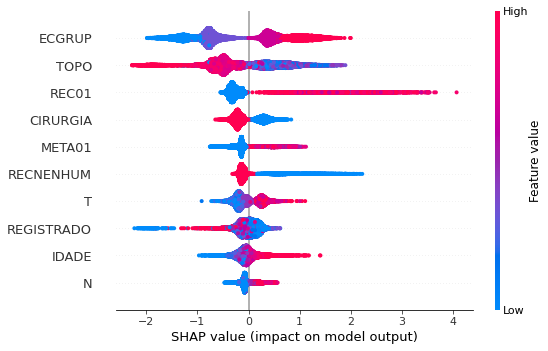 High
ECGRUP
TOPO
REC01
CIRURGIA
META01
RECNENHUM
T
REGISTRADO
IDADE
N
Feature value
Low
−2 −1 0 1 2 3 4
SHAP value (impact on model output)